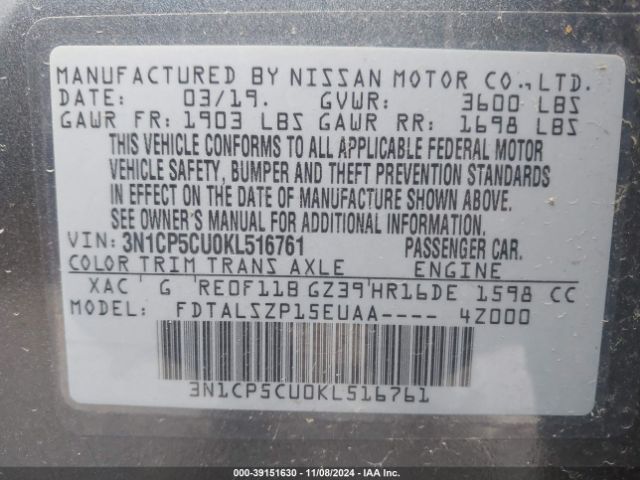 MANUFACTURED BY NISSAN MOTOR CO., LTD.
DATE: 03/19. GVWR: 3600 LBS
GAWR FR: 1903 LBS GAWR RR: 1698 LBS
THIS VEHICLE CONFORMS TO ALL APPLICABLE FEDERAL MOTOR
VEHICLE SAFETY, BUMPER AND THEFT PREVENTION STANDARDS
IN EFFECT ON THE DATE OF MANUFACTURE SHOWN ABOVE.
SEE OWNER'S MANUAL FOR ADDITIONAL INFORMATION.
VIN: 3N1CP5CU0KL516761 PASSENGER CAR.
COLOR TRIM TRANS AXLE ENGINE
XAC G RE0F11B GZ39 HR16DE 1598 CC
MODEL: FDTALSZP15EUAA---- 4Z000
3N1CP5CU0KL516761
000-39151630 - 11/08/2024 - IAA Inc.